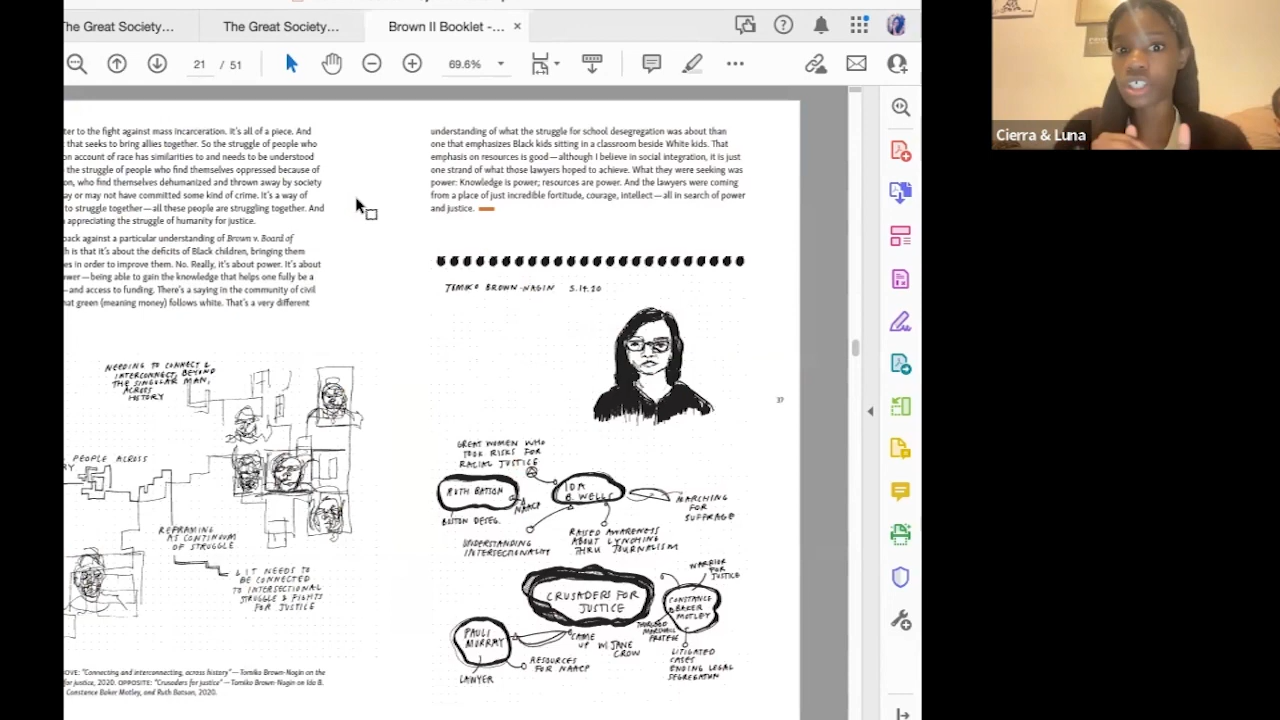 The Great Society...
The Great Society...
Brown II Booklet -...
21 / 51
69.6%
Cierra & Luna
ter to the fight against mass incarceration. It's all of a piece. And
that seeks to bring allies together. So the struggle of people who
on account of race has similarities to and needs to be understood
the struggle of people who find themselves oppressed because of
on, who find themselves dehumanized and thrown away by society
ay or may not have committed some kind of crime. It's a way of
to struggle together—all these people are struggling together. And
appreciating the struggle of humanity for justice.
back against a particular understanding of Brown v. Board of
h is that it's about the deficits of Black children, bringing them
es in order to improve them. No. Really, it's about power. It's about
wer—being able to gain the knowledge that helps one fully be a
—and access to funding. There's a saying in the community of civil
hat green (meaning money) follows white. That's a very different
NEEDING TO CONNECT &
INTERCONNECT, BEYOND
THE SINGULAR MAN,
ACROSS
HISTORY
PEOPLE ACROSS
RY
REFRAMING
AS CONTINUUM
OF STRUGGLE
& IT NEEDS TO
BE CONNECTED
TO INTERSECTIONAL
STRUGGLE & FIGHTS
FOR JUSTICE
OVE: "Connecting and interconnecting, across history"—Tomiko Brown-Nagin on the
for justice, 2020. OPPOSITE: "Crusaders for justice"—Tomiko Brown-Nagin on Ida B.
Constance Baker Motley, and Ruth Batson, 2020.
understanding of what the struggle for school desegregation was about than
one that emphasizes Black kids sitting in a classroom beside White kids. That
emphasis on resources is good—although I believe in social integration, it is just
one strand of what those lawyers hoped to achieve. What they were seeking was
power: Knowledge is power; resources are power. And the lawyers were coming
from a place of just incredible fortitude, courage, intellect—all in search of power
and justice.
TOMIKO BROWN-NAGIN 5.14.20
37
GREAT WOMEN WHO
TOOK RISKS FOR
RACIAL JUSTICE
RUTH BATSON
NAACP
BOSTON DESEG.
IDA
B. WELLS
MARCHING
FOR
SUFFRAGE
UNDERSTANDING
INTERSECTIONALITY
RAISED AWARENESS
ABOUT LYNCHING
THRU JOURNALISM
CRUSADERS FOR
JUSTICE
WARRIOR
FOR
JUSTICE
CONSTANCE
BAKER
MOTLEY
THURGOOD
MARSHALL
PROTEGE
PAULI
MURRAY
CAME
UP W/ JANE
CROW
LAWYER
RESOURCES
FOR NAACP
LITIGATED
CASES
ENDING LEGAL
SEGREGATION